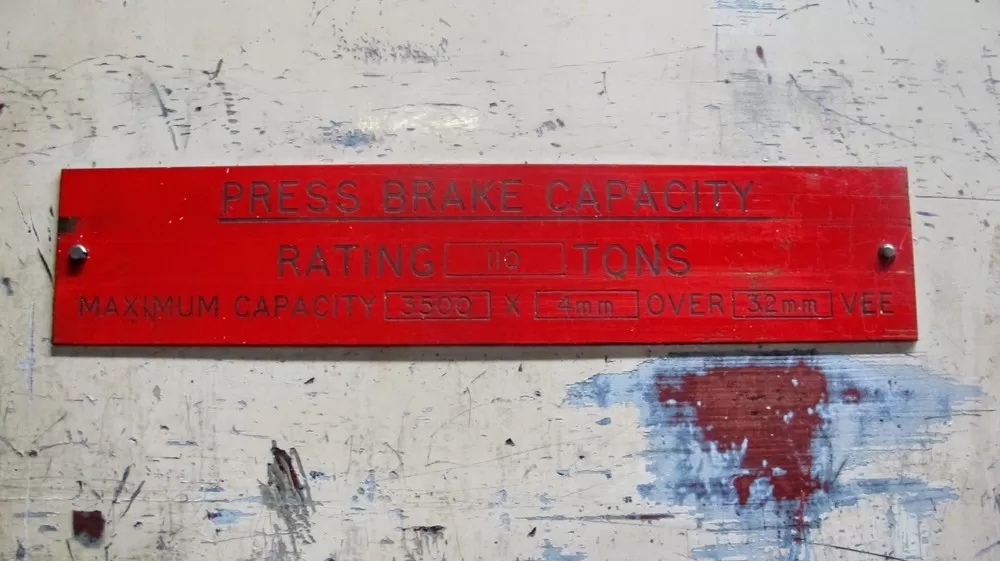 PRESS BRAKE CAPACITY
RATING 110 TONS
MAXIMUM CAPACITY 3500 X 4mm OVER 32mm VEE